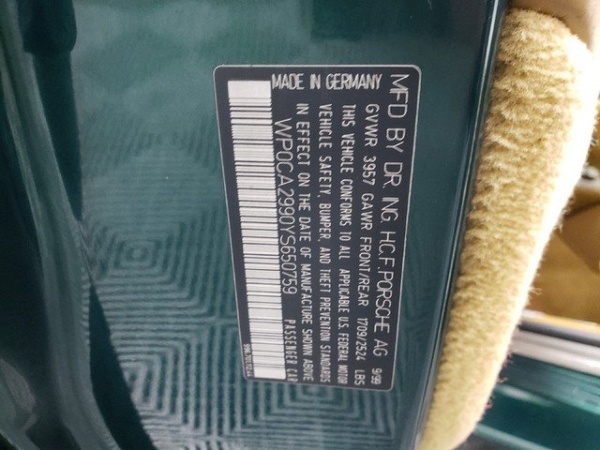 MFD BY DR. ING. H.C.F. PORSCHE AG 9/99
GVWR 3957 GAWR FRONT/REAR 1709/2524 LBS
THIS VEHICLE CONFORMS TO ALL APPLICABLE U.S. FEDERAL MOTOR
VEHICLE SAFETY, BUMPER, AND THEFT PREVENTION STANDARDS
IN EFFECT ON THE DATE OF MANUFACTURE SHOWN ABOVE
MADE IN GERMANY
WP0CA2990YS650759
PASSENGER CAR